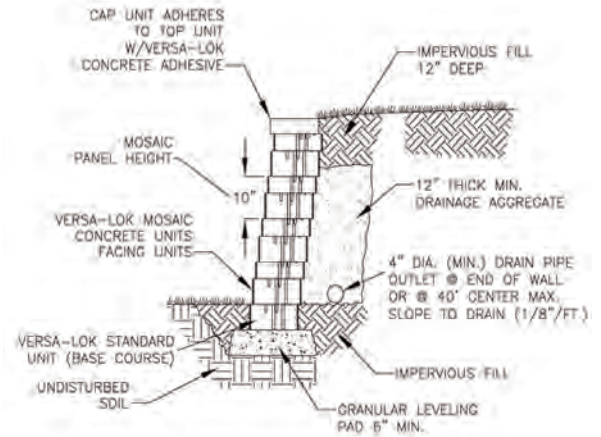 CAP UNIT ADHERES
TO TOP UNIT
W/VERSA-LOK
CONCRETE ADHESIVE
IMPERVIOUS FILL
12" DEEP
MOSAIC
PANEL HEIGHT
10"
12" THICK MIN.
DRAINAGE AGGREGATE
VERSA-LOK MOSAIC
CONCRETE UNITS
FACING UNITS
4" DIA. (MIN.) DRAIN PIPE
OUTLET @ END OF WALL
OR @ 40' CENTER MAX.
SLOPE TO DRAIN (1/8"/FT.)
VERSA-LOK STANDARD
UNIT (BASE COURSE)
IMPERVIOUS FILL
UNDISTURBED
SOIL
GRANULAR LEVELING
PAD 6" MIN.